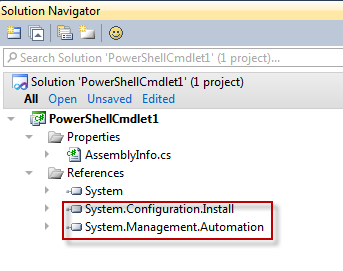 Solution Navigator
Search Solution 'PowerShellCmdlet1' (1 project)
Solution 'PowerShellCmdlet1' (1 project)
All Open Unsaved Edited
PowerShellCmdlet1
Properties
AssemblyInfo.cs
References
System
System.Configuration.Install
System.Management.Automation